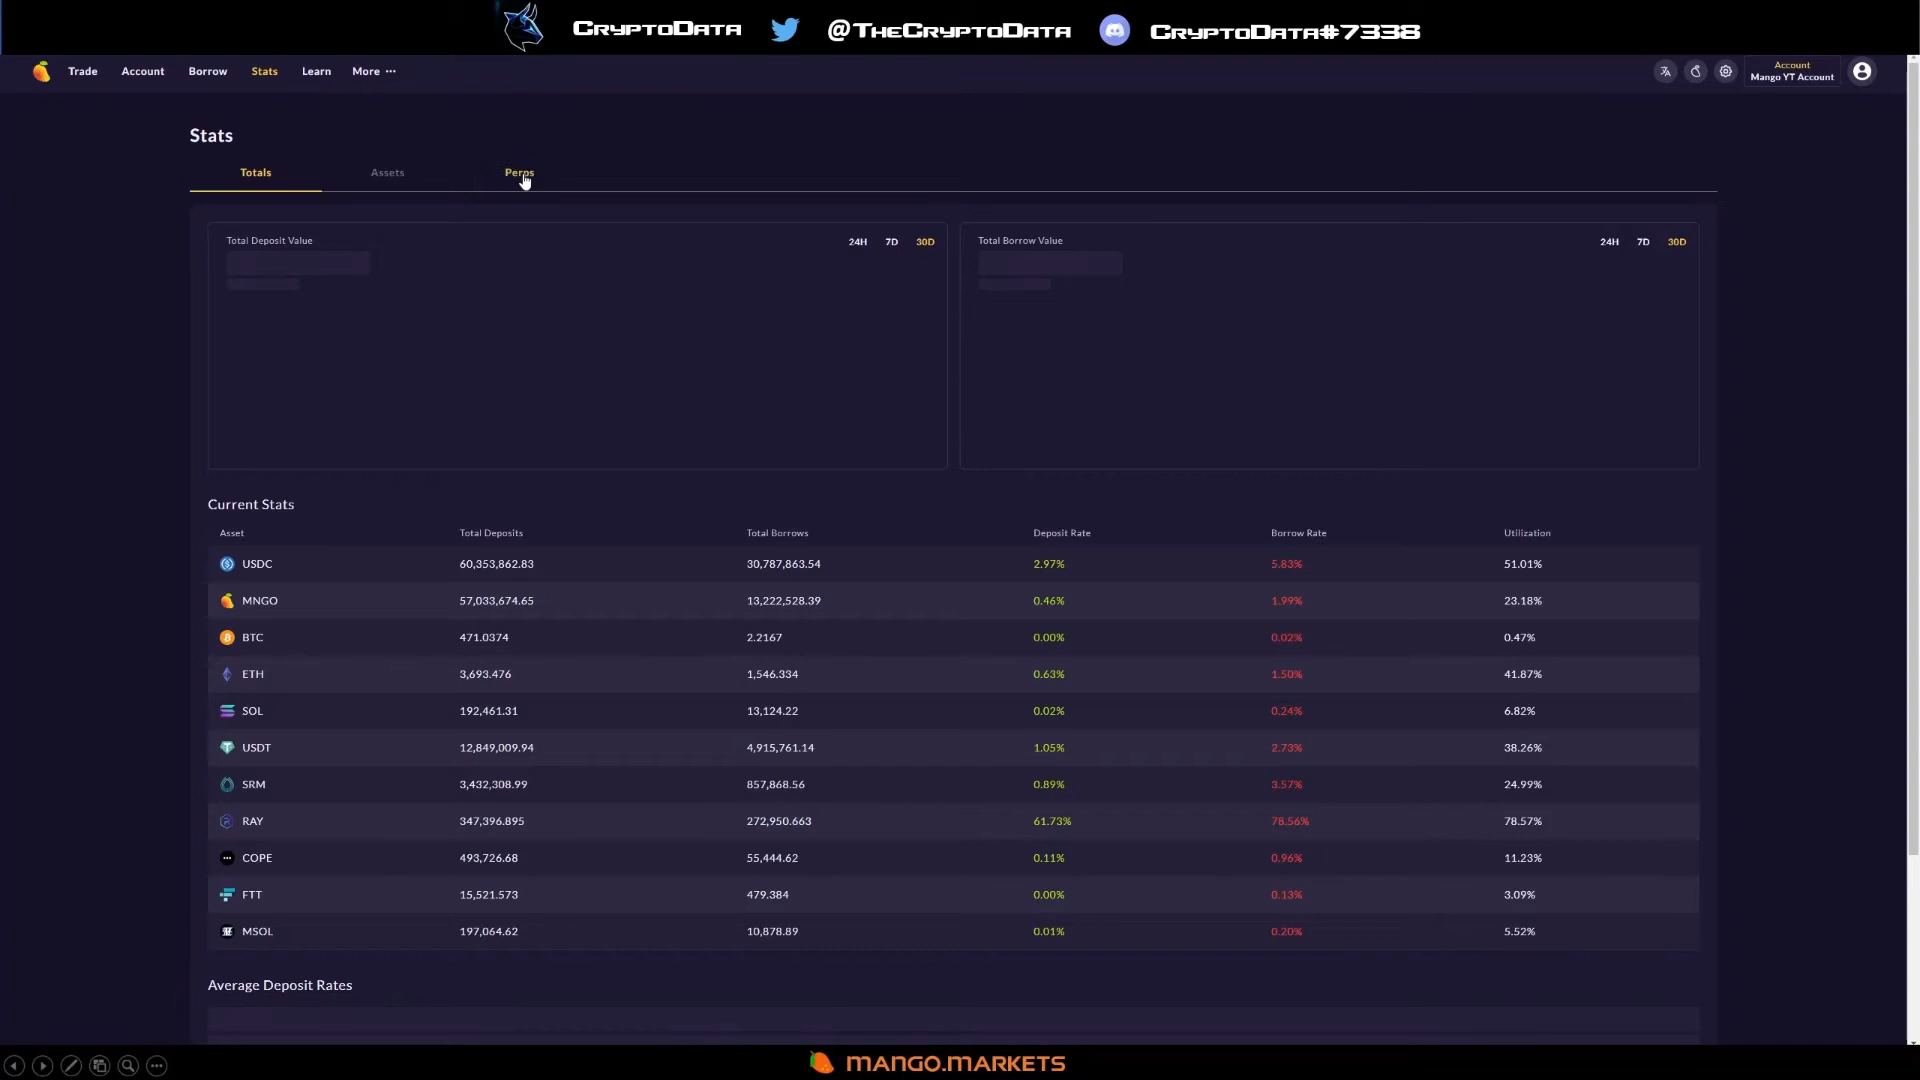 CryptoData @TheCryptoData CryptoData#7338
Trade Account Borrow Stats Learn More ··· Account
Mango YT Account
Stats
Totals Assets Perps
Total Deposit Value 24H 7D 30D Total Borrow Value 24H 7D 30D
Current Stats
Asset Total Deposits Total Borrows Deposit Rate Borrow Rate Utilization
USDC 60,353,862.83 30,787,863.54 2.97% 5.83% 51.01%
MNGO 57,033,674.65 13,222,528.39 0.46% 1.99% 23.18%
BTC 471.0374 2.2167 0.00% 0.02% 0.47%
ETH 3,693.476 1,546.334 0.63% 1.50% 41.87%
SOL 192,461.31 13,124.22 0.02% 0.24% 6.82%
USDT 12,849,009.94 4,915,761.14 1.05% 2.73% 38.26%
SRM 3,432,308.99 857,868.56 0.89% 3.57% 24.99%
RAY 347,396.895 272,950.663 61.73% 78.56% 78.57%
COPE 493,726.68 55,444.62 0.11% 0.96% 11.23%
FTT 15,521.573 479.384 0.00% 0.13% 3.09%
MSOL 197,064.62 10,878.89 0.01% 0.20% 5.52%
Average Deposit Rates
MANGO.MARKETS